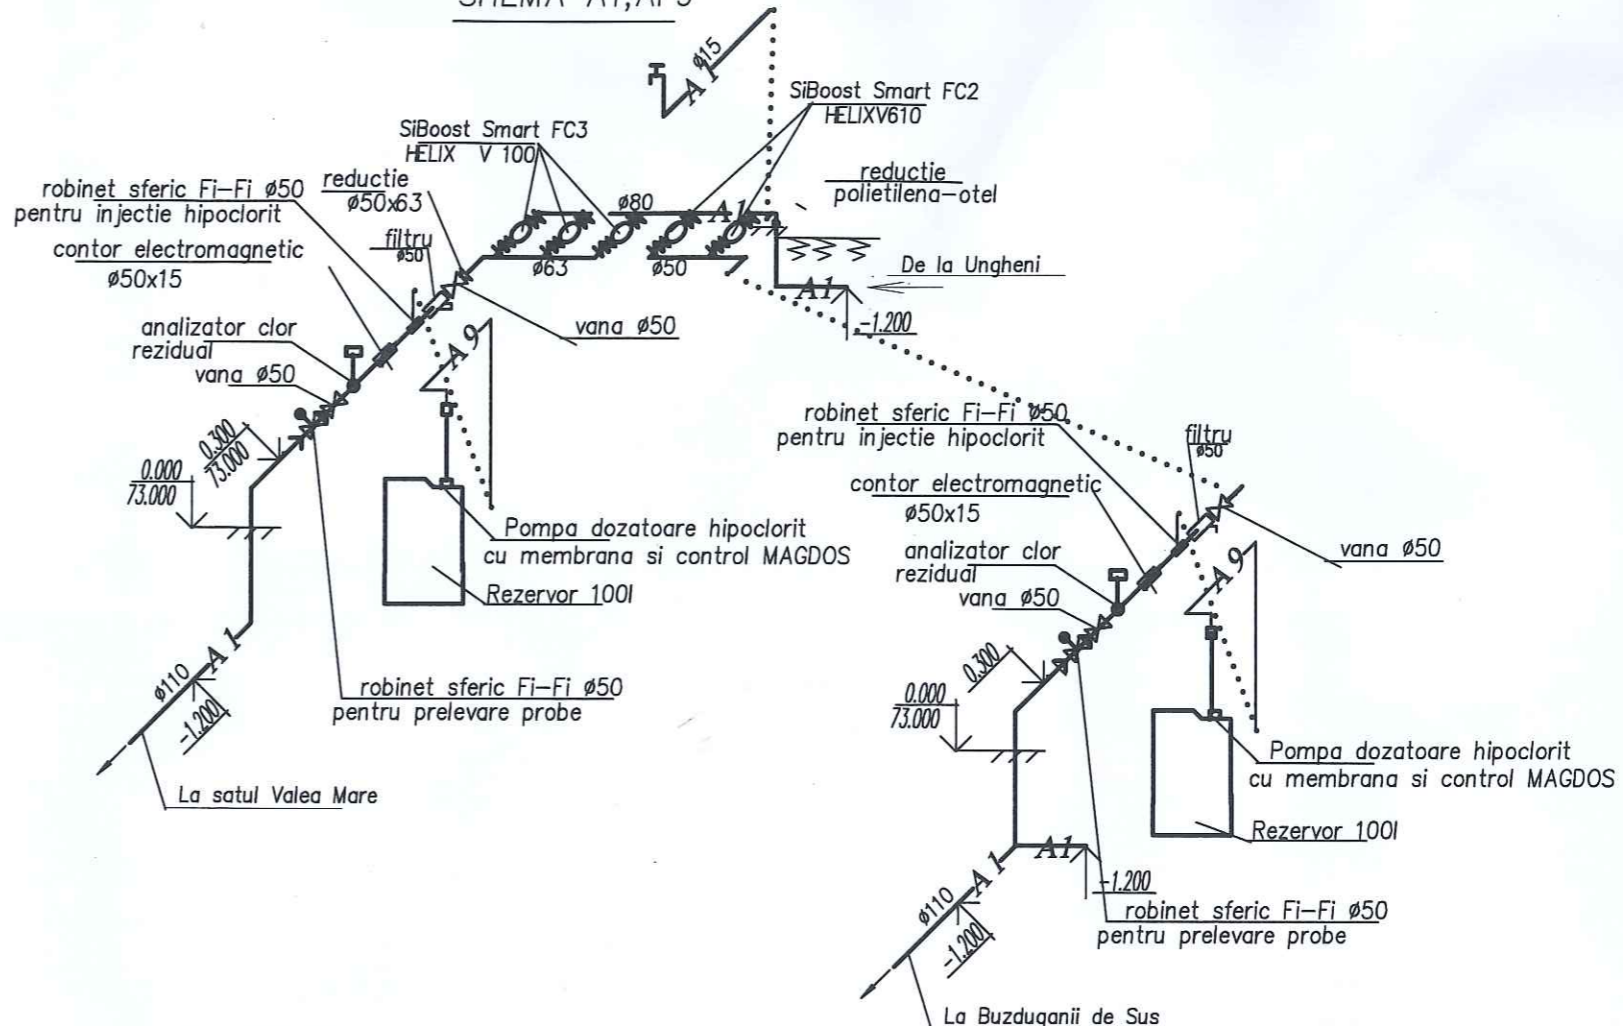 SHEMA A1,AP9
A1 ø15
SiBoost Smart FC2
HELIXV610
SiBoost Smart FC3
HELIX V 100
robinet sferic Fi-Fi ø50
pentru injectie hipoclorit
reductie
ø50x63
reductie
polietilena-otel
ø80
A1
filtru
ø50
contor electromagnetic
ø50x15
ø63
ø50
De la Ungheni
A1
-1.200
analizator clor
rezidual
vana ø50
vana ø50
A9
0.300
73.000
0.000
73.000
Pompa dozatoare hipoclorit
cu membrana si control MAGDOS
Rezervor 100l
A1
ø110
-1.200
robinet sferic Fi-Fi ø50
pentru prelevare probe
La satul Valea Mare
robinet sferic Fi-Fi ø50
pentru injectie hipoclorit
filtru
ø50
contor electromagnetic
ø50x15
vana ø50
analizator clor
rezidual
vana ø50
A9
0.300
0.000
73.000
Pompa dozatoare hipoclorit
cu membrana si control MAGDOS
Rezervor 100l
A1
A1
-1.200
ø110
-1.200
robinet sferic Fi-Fi ø50
pentru prelevare probe
La Buzduganii de Sus